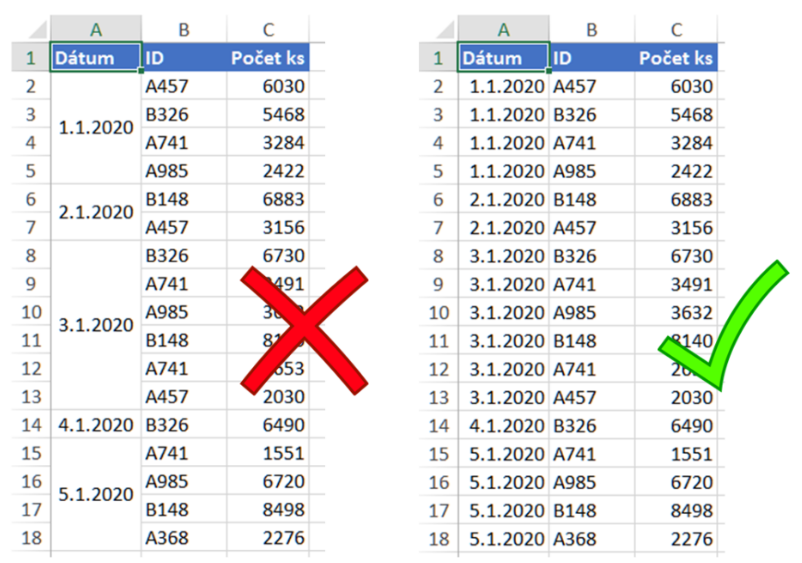 A B C
1 Dátum ID Počet ks
2 A457 6030
3 B326 5468
1.1.2020
4 A741 3284
5 A985 2422
6 B148 6883
2.1.2020
7 A457 3156
8 B326 6730
9 A741 3491
10 A985
3.1.2020
11 B148
12 A741
13 A457 2030
14 4.1.2020 B326 6490
15 A741 1551
16 A985 6720
5.1.2020
17 B148 8498
18 A368 2276
A B C
1 Dátum ID Počet ks
2 1.1.2020 A457 6030
3 1.1.2020 B326 5468
4 1.1.2020 A741 3284
5 1.1.2020 A985 2422
6 2.1.2020 B148 6883
7 2.1.2020 A457 3156
8 3.1.2020 B326 6730
9 3.1.2020 A741 3491
10 3.1.2020 A985 3632
11 3.1.2020 B148 8140
12 3.1.2020 A741
13 3.1.2020 A457 2030
14 4.1.2020 B326 6490
15 5.1.2020 A741 1551
16 5.1.2020 A985 6720
17 5.1.2020 B148 8498
18 5.1.2020 A368 2276